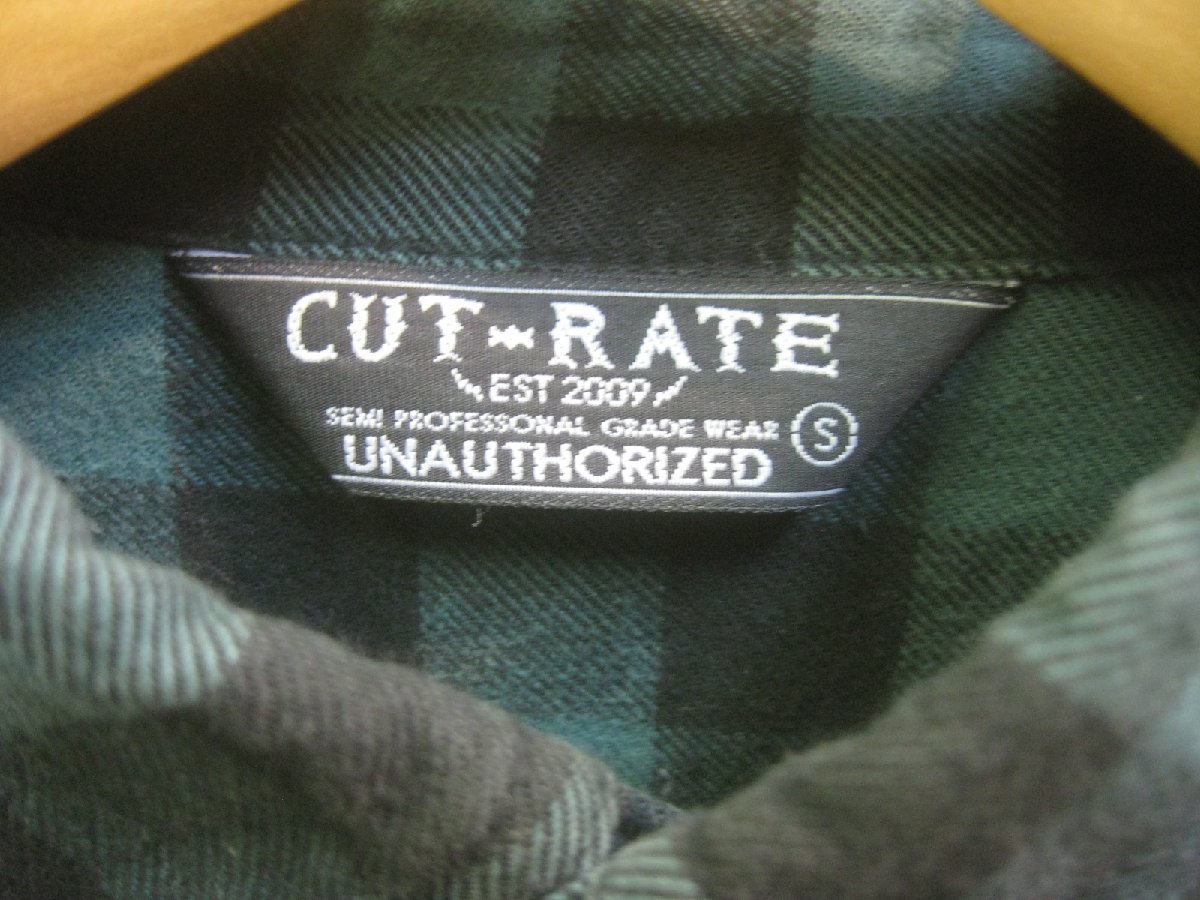 CUT-RATE
EST 2009
SEMI PROFESSIONAL GRADE WEAR
UNAUTHORIZED
S